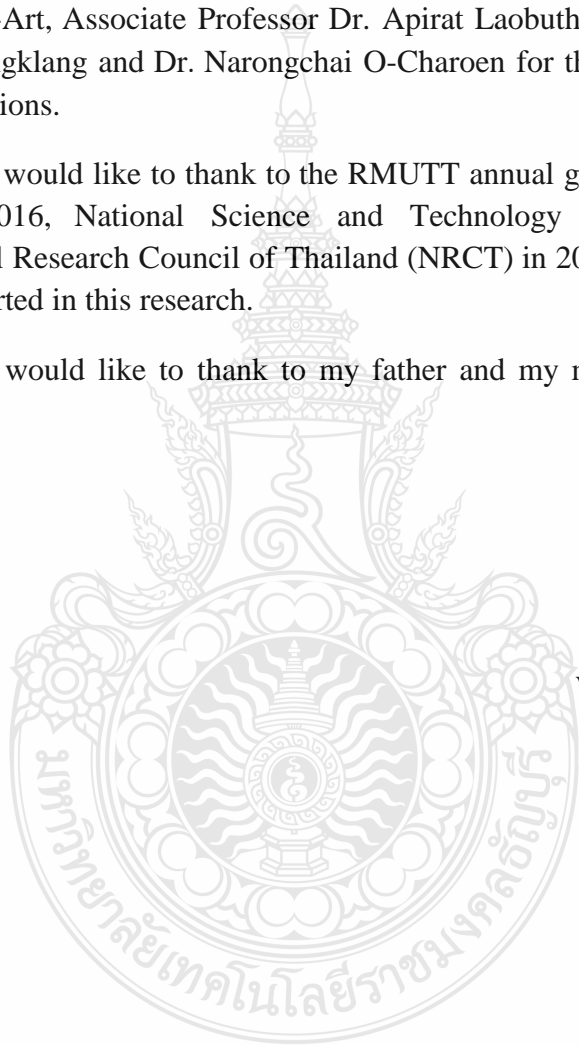 -Art, Associate Professor Dr. Apirat Laobuth
gklang and Dr. Narongchai O-Charoen for th
ions.
would like to thank to the RMUTT annual g
016, National Science and Technology
l Research Council of Thailand (NRCT) in 20
rted in this research.
would like to thank to my father and my
มหาวิทยาลัยเทคโนโลยีราชมงคลธัญบุรี